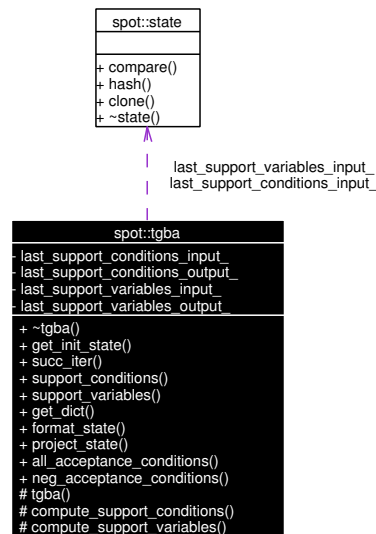 spot::state
+ compare()
+ hash()
+ clone()
+ ~state()
last_support_variables_input_
last_support_conditions_input_
spot::tgba
- last_support_conditions_input_
- last_support_conditions_output_
- last_support_variables_input_
- last_support_variables_output_
+ ~tgba()
+ get_init_state()
+ succ_iter()
+ support_conditions()
+ support_variables()
+ get_dict()
+ format_state()
+ project_state()
+ all_acceptance_conditions()
+ neg_acceptance_conditions()
# tgba()
# compute_support_conditions()
# compute_support_variables()